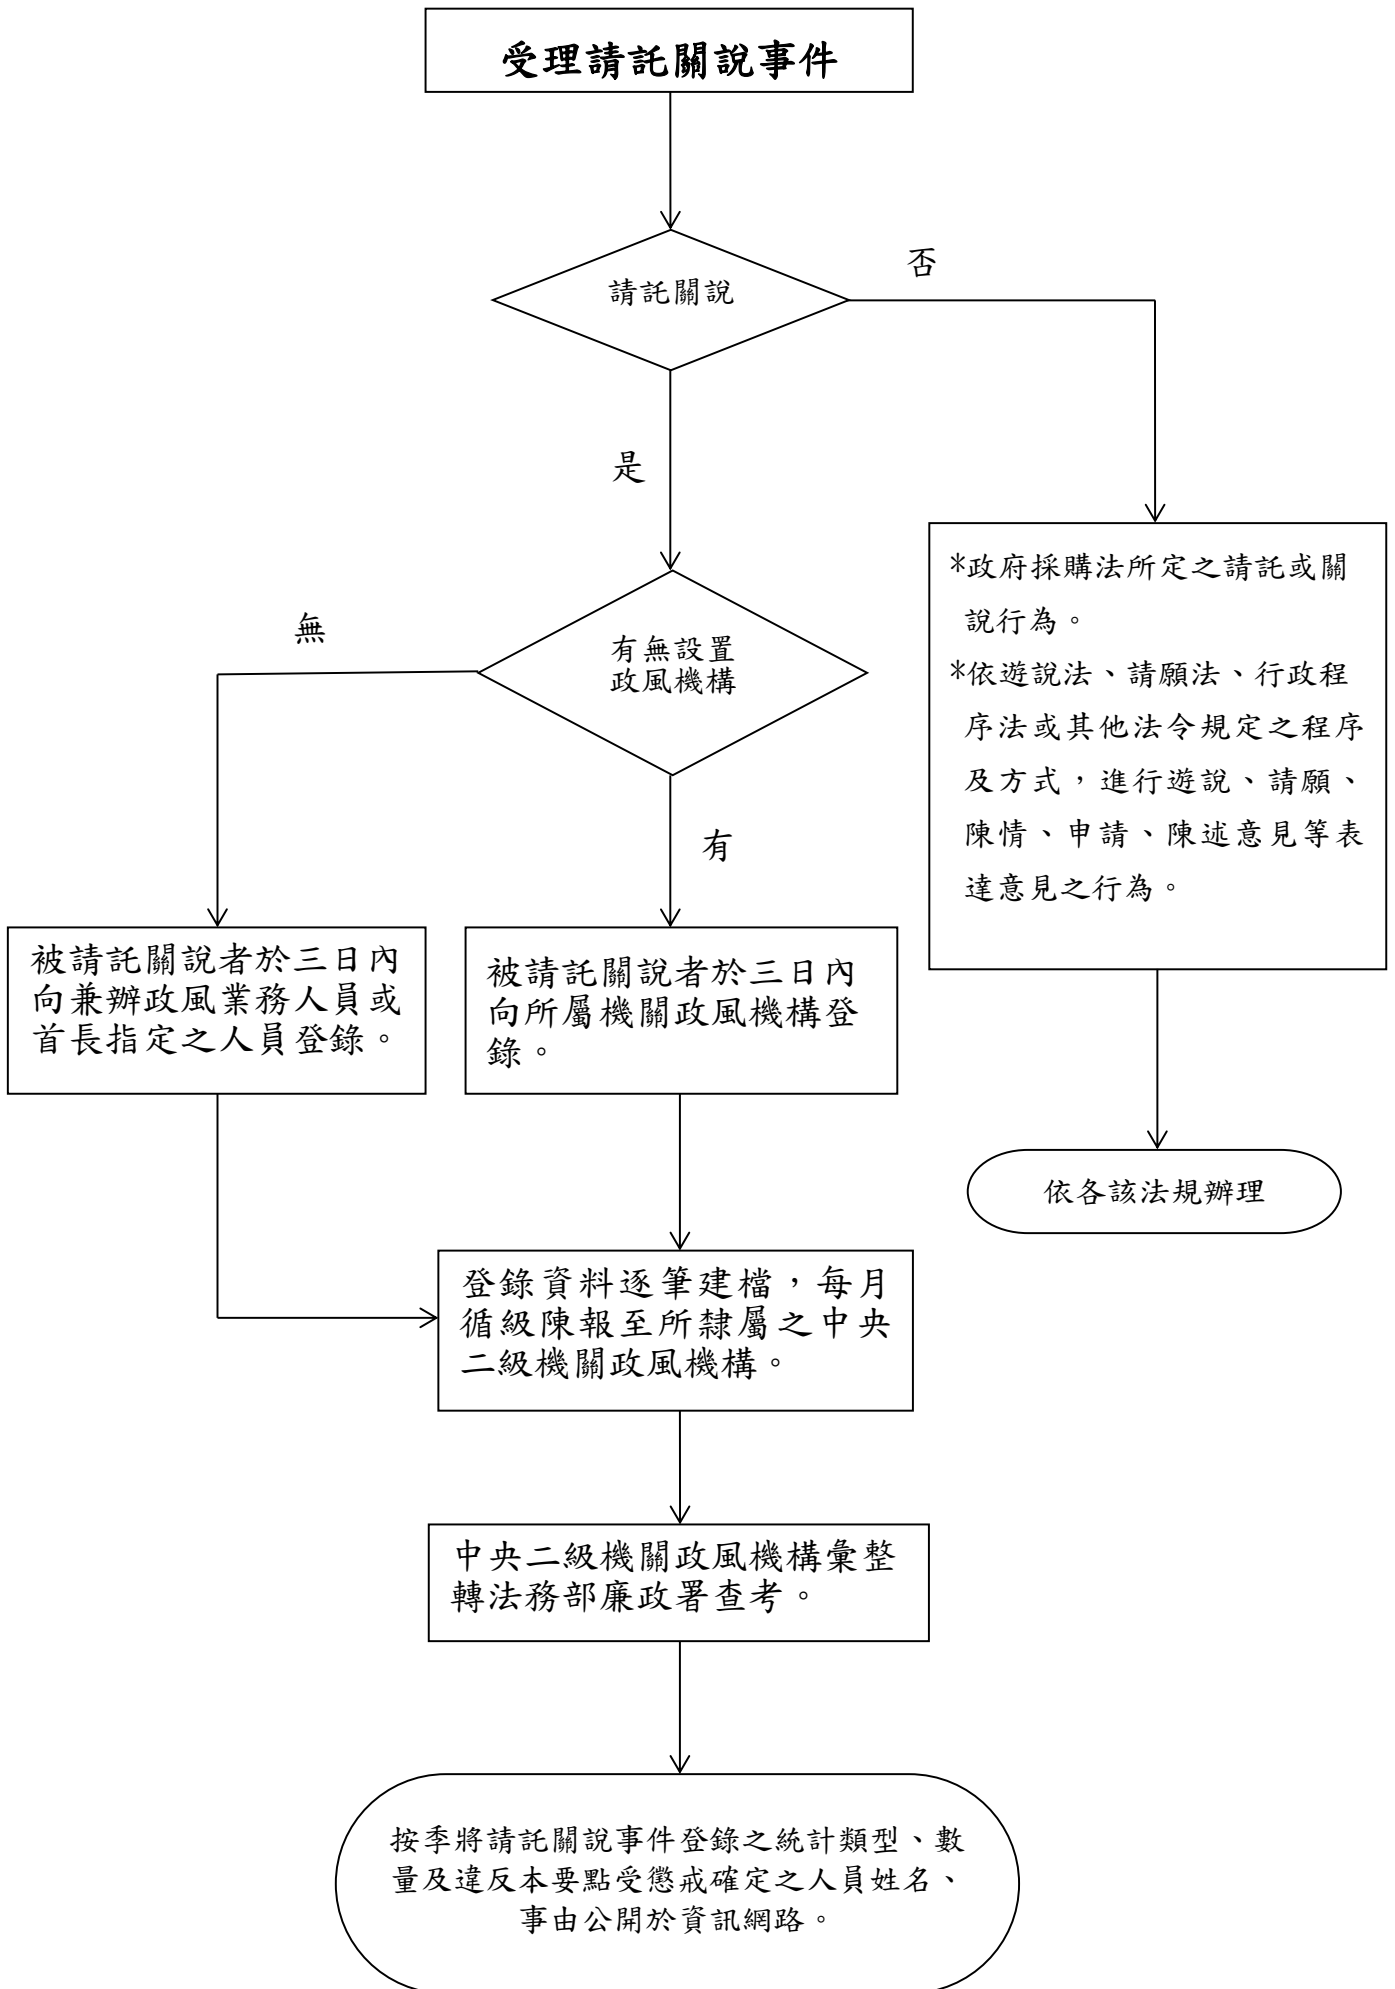 受理請託關說事件
請託關說
否
是
有無設置
政風機構
無
有
*政府採購法所定之請託或關
說行為。
*依遊說法、請願法、行政程
序法或其他法令規定之程序
及方式，進行遊說、請願、
陳情、申請、陳述意見等表
達意見之行為。
被請託關說者於三日內
向兼辦政風業務人員或
首長指定之人員登錄。
被請託關說者於三日內
向所屬機關政風機構登
錄。
依各該法規辦理
登錄資料逐筆建檔，每月
循級陳報至所隸屬之中央
二級機關政風機構。
中央二級機關政風機構彙整
轉法務部廉政署查考。
按季將請託關說事件登錄之統計類型、數
量及違反本要點受懲戒確定之人員姓名、
事由公開於資訊網路。